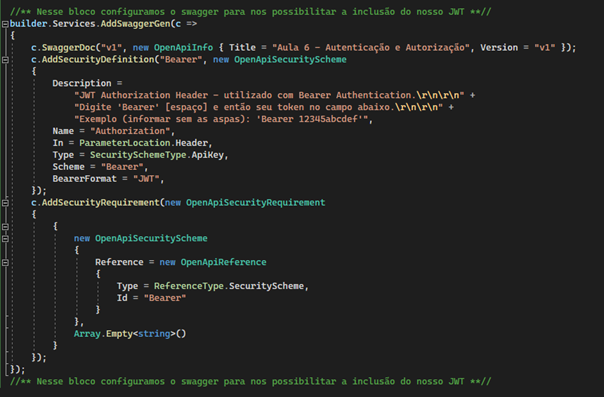 //** Nesse bloco configuramos o swagger para nos possibilitar a inclusão do nosso JWT **//
builder.Services.AddSwaggerGen(c =>
{
    c.SwaggerDoc("v1", new OpenApiInfo { Title = "Aula 6 - Autenticação e Autorização", Version = "v1" });
    c.AddSecurityDefinition("Bearer", new OpenApiSecurityScheme
    {
        Description =
            "JWT Authorization Header - utilizado com Bearer Authentication.\r\n\r\n" +
            "Digite 'Bearer' [espaço] e então seu token no campo abaixo.\r\n\r\n" +
            "Exemplo (informar sem as aspas): 'Bearer 12345abcdef'",
        Name = "Authorization",
        In = ParameterLocation.Header,
        Type = SecuritySchemeType.ApiKey,
        Scheme = "Bearer",
        BearerFormat = "JWT",
    });
    c.AddSecurityRequirement(new OpenApiSecurityRequirement
    {
        {
            new OpenApiSecurityScheme
            {
                Reference = new OpenApiReference
                {
                    Type = ReferenceType.SecurityScheme,
                    Id = "Bearer"
                }
            },
            Array.Empty<string>()
        }
    });
});
//** Nesse bloco configuramos o swagger para nos possibilitar a inclusão do nosso JWT **//